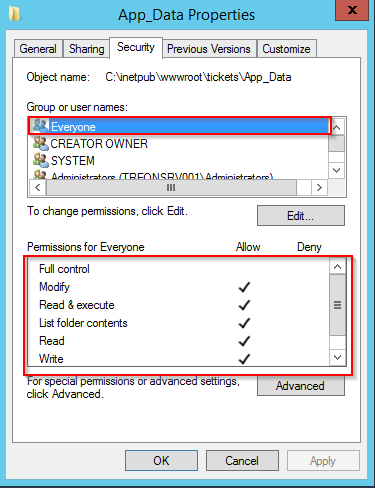 App_Data Properties
General Sharing Security Previous Versions Customize
Object name: C:\inetpub\wwwroot\tickets\App_Data
Group or user names:
Everyone
CREATOR OWNER
SYSTEM
Administrators (TREONSRV001\Administrators)
To change permissions, click Edit.
Edit...
Permissions for Everyone Allow Deny
Full control
Modify
Read & execute
List folder contents
Read
Write
For special permissions or advanced settings,
click Advanced.
Advanced
OK Cancel Apply